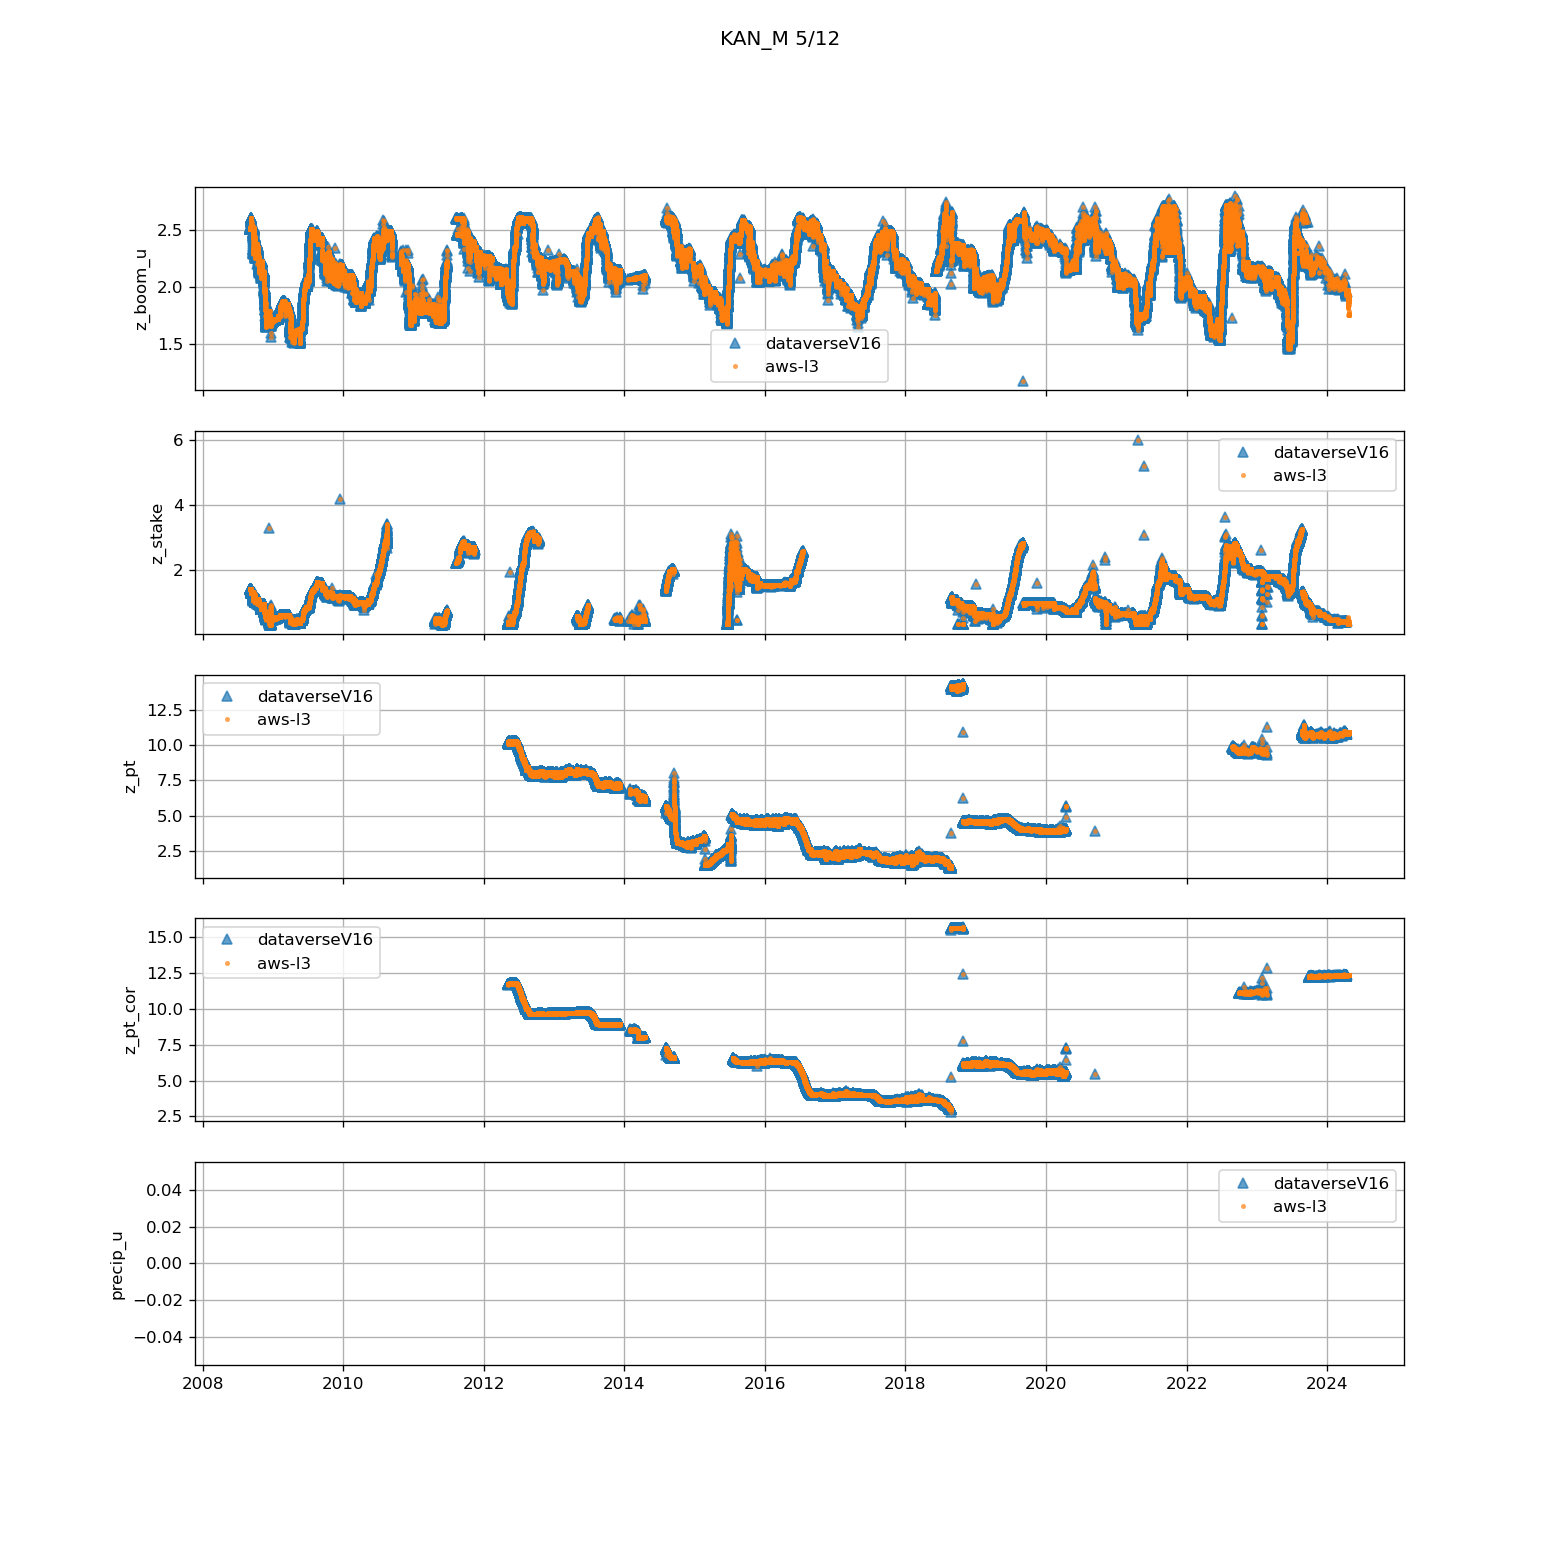 KAN_M 5/12
2.5
2.0
1.5
z_boom_u
dataverseV16
aws-l3
6
4
2
z_stake
dataverseV16
aws-l3
12.5
10.0
7.5
5.0
2.5
z_pt
dataverseV16
aws-l3
15.0
12.5
10.0
7.5
5.0
2.5
z_pt_cor
dataverseV16
aws-l3
0.04
0.02
0.00
−0.02
−0.04
precip_u
dataverseV16
aws-l3
2008 2010 2012 2014 2016 2018 2020 2022 2024